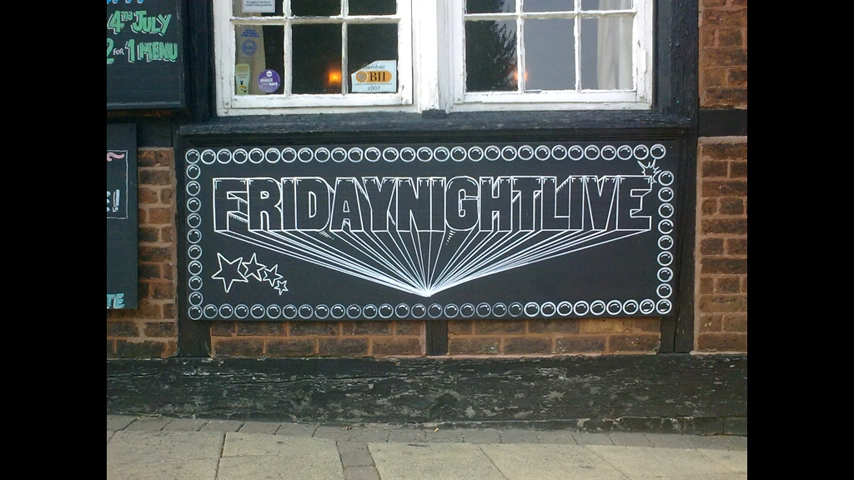 4TH JULY
2 FOR 1 MENU
BII
2007
FRIDAYNIGHTLIVE